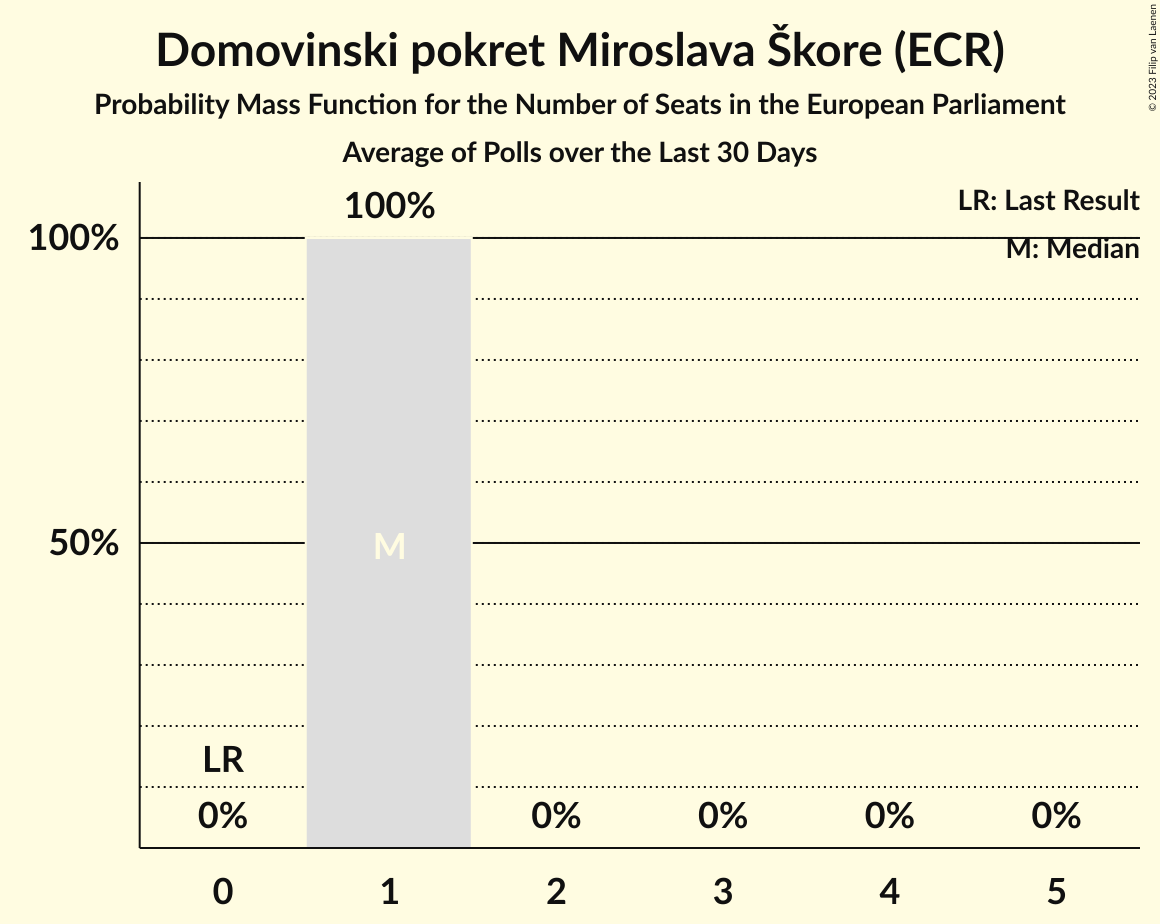 Domovinski pokret Miroslava Škore (ECR)
Probability Mass Function for the Number of Seats in the European Parliament
Average of Polls over the Last 30 Days
© 2023 Filip van Laenen
LR: Last Result
M: Median
100%
100%
50%
M
LR
0%
0%
0%
0%
0%
0
1
2
3
4
5